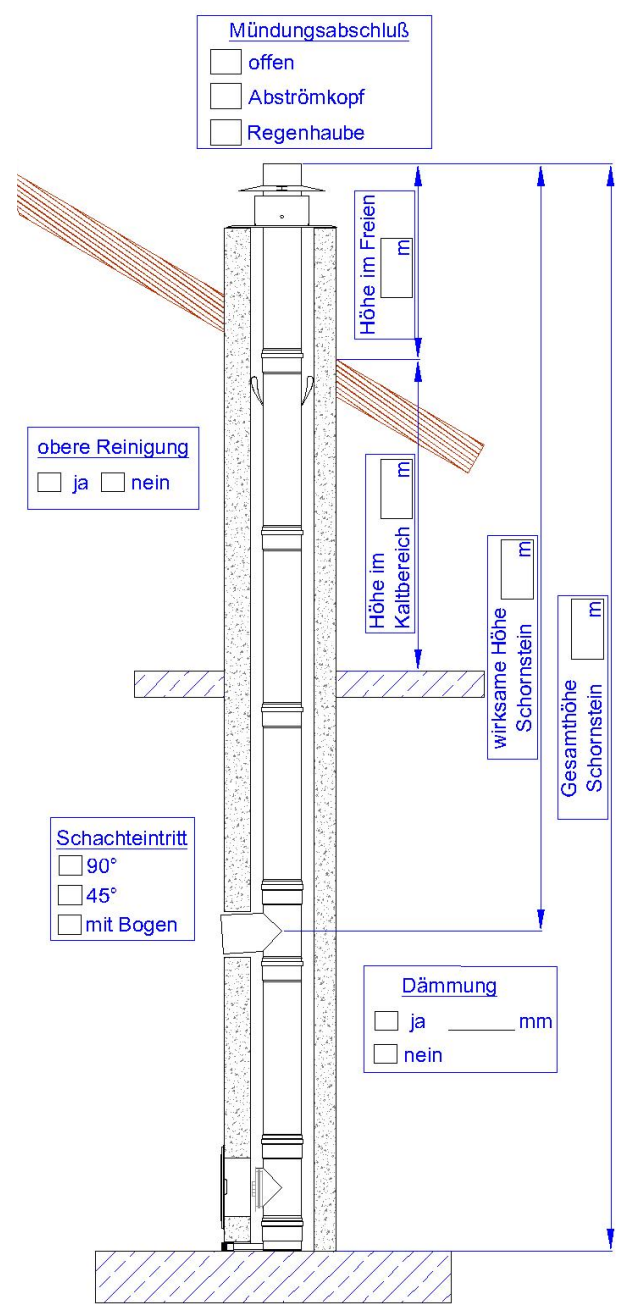 Mündungsabschluß
offen
Abströmkopf
Regenhaube
Höhe im Freien
m
obere Reinigung
ja nein
Höhe im
Kaltbereich
m
wirksame Höhe
Schornstein
m
Gesamthöhe
Schornstein
m
Schachteintritt
90°
45°
mit Bogen
Dämmung
ja ______ mm
nein